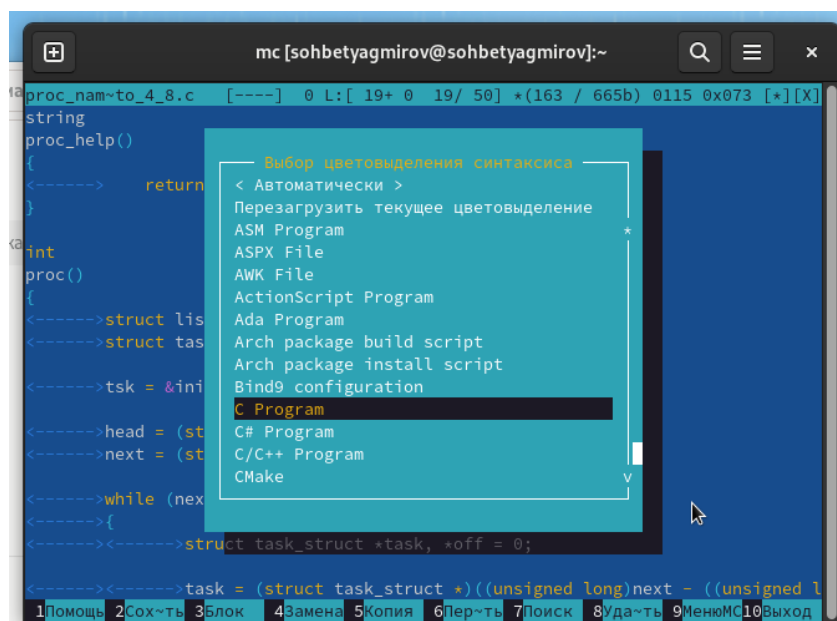 mc [sohbetyagmirov@sohbetyagmirov]:~
proc_nam~to_4_8.c [----] 0 L:[ 19+ 0 19/ 50] *(163 / 665b) 0115 0x073 [*][X]
string
proc_help()
{
<------> return
}
int
proc()
{
<------>struct lis
<------>struct tas
<------>tsk = &ini
<------>head = (st
<------>next = (st
<------>while (nex
<------>{
<------><------>struct task_struct *task, *off = 0;
<------><------>task = (struct task_struct *)((unsigned long)next - ((unsigned l
Выбор цветовыделения синтаксиса
< Автоматически >
Перезагрузить текущее цветовыделение
ASM Program *
ASPX File
AWK File
ActionScript Program
Ada Program
Arch package build script
Arch package install script
Bind9 configuration
C Program
C# Program
C/C++ Program
CMake v
1Помощь 2Сох~ть 3Блок 4Замена 5Копия 6Пер~ть 7Поиск 8Уда~ть 9МенюMC 10Выход